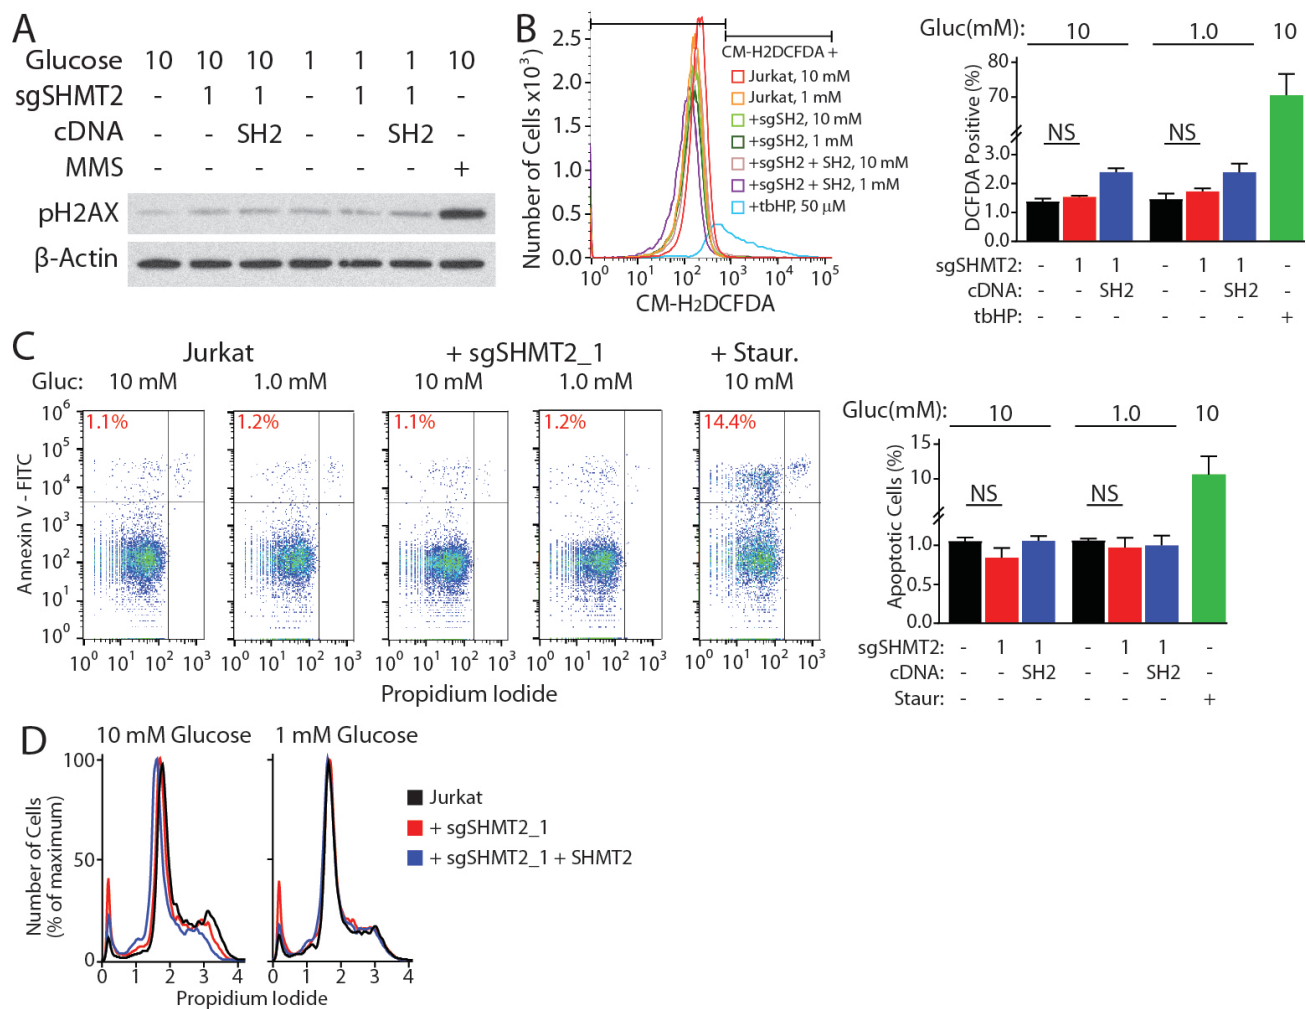 A
Glucose 10 10 10 1 1 1 10
sgSHMT2 - 1 1 - 1 1 -
cDNA - - SH2 - - SH2 -
MMS - - - - - - +
pH2AX
β-Actin
B
Number of Cells x10³)
2.5
2.0
1.5
1.0
0.5
0.0
10⁰ 10¹ 10² 10³ 10⁴ 10⁵
CM-H2DCFDA
CM-H2DCFDA +
Jurkat, 10 mM
Jurkat, 1 mM
+sgSH2, 10 mM
+sgSH2, 1 mM
+sgSH2 + SH2, 10 mM
+sgSH2 + SH2, 1 mM
+tbHP, 50 μM
Gluc(mM): 10 1.0 10
DCFDA Positive (%)
80
70
3.0
2.0
1.0
0.0
NS NS
sgSHMT2: - 1 1 - 1 1 -
cDNA: - - SH2 - - SH2 -
tbHP: - - - - - - +
C
Jurkat + sgSHMT2_1 + Staur.
Gluc: 10 mM 1.0 mM 10 mM 1.0 mM 10 mM
1.1% 1.2% 1.1% 1.2% 14.4%
Annexin V - FITC
10⁶
10⁵
10⁴
10³
10²
10¹
10⁰
10⁰ 10¹ 10² 10³ 10⁰ 10¹ 10² 10³ 10⁰ 10¹ 10² 10³ 10⁰ 10¹ 10² 10³ 10⁰ 10¹ 10² 10³
Propidium Iodide
Gluc(mM): 10 1.0 10
Apoptotic Cells (%)
15
10
1.0
0.5
0.0
NS NS
sgSHMT2: - 1 1 - 1 1 -
cDNA: - - SH2 - - SH2 -
Staur: - - - - - - +
D
10 mM Glucose 1 mM Glucose
Number of Cells
(% of maximum)
100
50
0
0 1 2 3 4 0 1 2 3 4
Propidium Iodide
Jurkat
+ sgSHMT2_1
+ sgSHMT2_1 + SHMT2